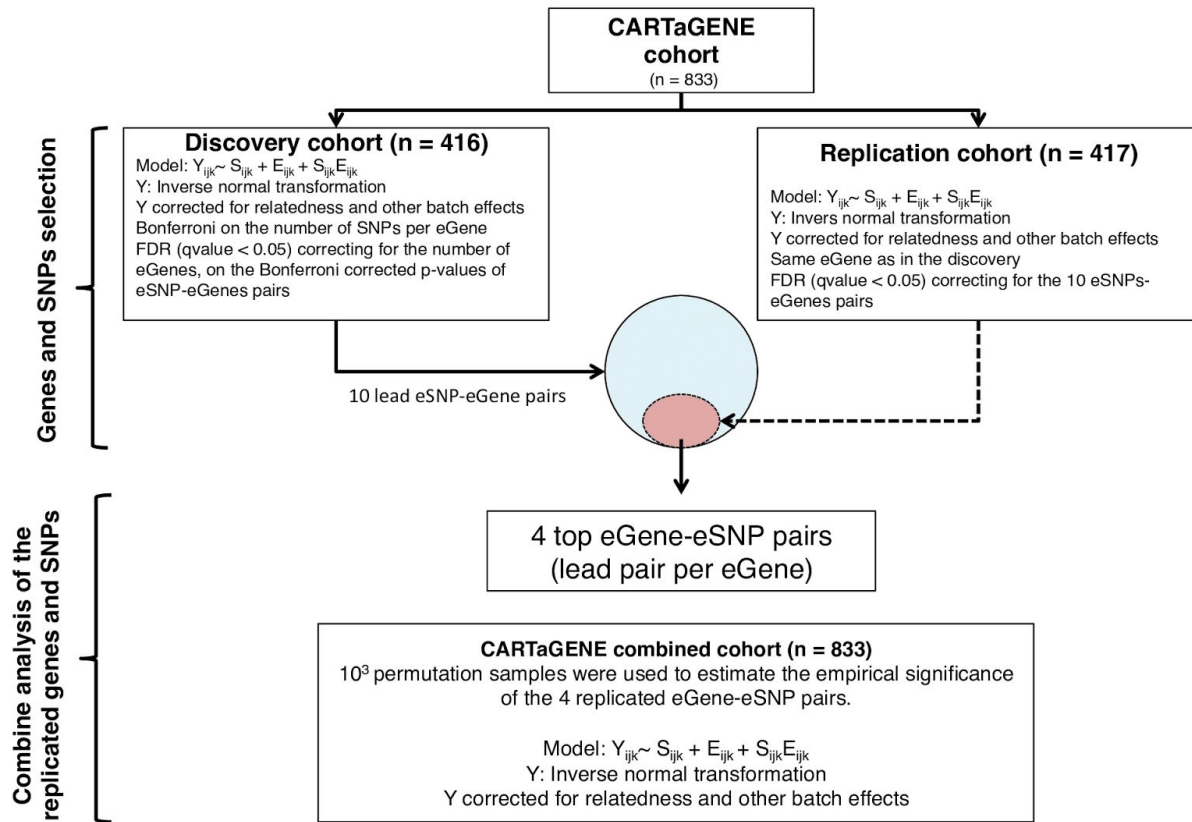 CARTaGENE
cohort
(n = 833)
Genes and SNPs selection
Discovery cohort (n = 416)
Model: Yijk~ Sijk + Eijk + SijkEijk
Y: Inverse normal transformation
Y corrected for relatedness and other batch effects
Bonferroni on the number of SNPs per eGene
FDR (qvalue < 0.05) correcting for the number of
eGenes, on the Bonferroni corrected p-values of
eSNP-eGenes pairs
Replication cohort (n = 417)
Model: Yijk~ Sijk + Eijk + SijkEijk
Y: Invers normal transformation
Y corrected for relatedness and other batch effects
Same eGene as in the discovery
FDR (qvalue < 0.05) correcting for the 10 eSNPs-
eGenes pairs
10 lead eSNP-eGene pairs
Combine analysis of the
replicated genes and SNPs
4 top eGene-eSNP pairs
(lead pair per eGene)
CARTaGENE combined cohort (n = 833)
10³ permutation samples were used to estimate the empirical significance
of the 4 replicated eGene-eSNP pairs.
Model: Yijk~ Sijk + Eijk + SijkEijk
Y: Inverse normal transformation
Y corrected for relatedness and other batch effects